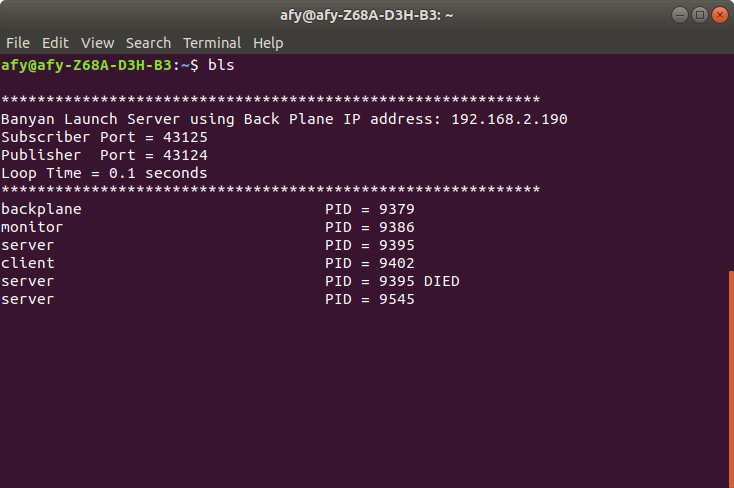 afy@afy-Z68A-D3H-B3: ~
File Edit View Search Terminal Help
afy@afy-Z68A-D3H-B3:~$ bls
************************************************************
Banyan Launch Server using Back Plane IP address: 192.168.2.190
Subscriber Port = 43125
Publisher  Port = 43124
Loop Time = 0.1 seconds
************************************************************
backplane                           PID = 9379
monitor                             PID = 9386
server                              PID = 9395
client                              PID = 9402
server                              PID = 9395 DIED
server                              PID = 9545